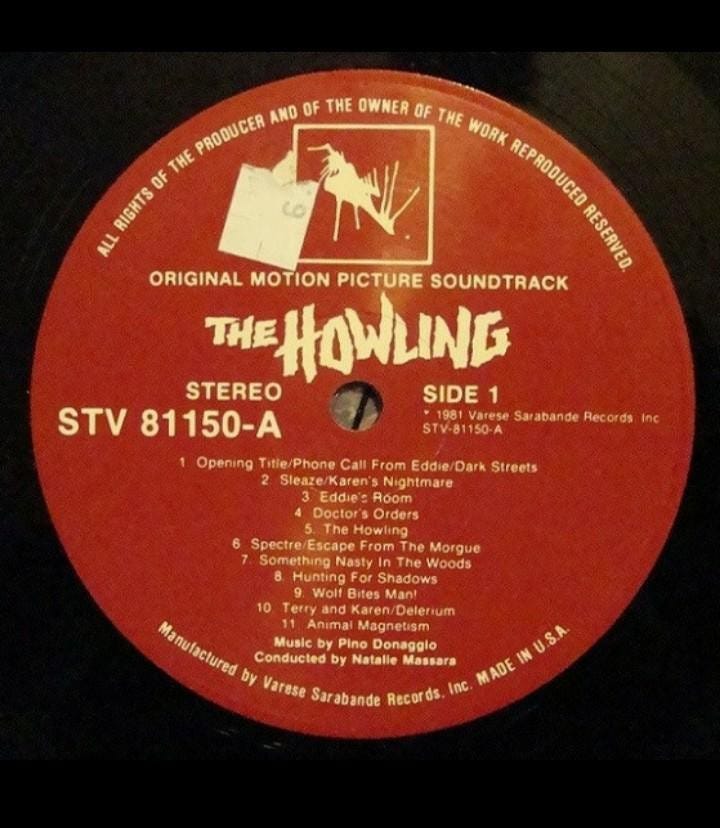 ALL RIGHTS OF THE PRODUCER AND OF THE OWNER OF THE WORK REPRODUCED RESERVED.
9
ORIGINAL MOTION PICTURE SOUNDTRACK
THE HOWLING
STEREO
STV 81150-A
SIDE 1
* 1981 Varese Sarabande Records. Inc
STV-81150-A
1 Opening Title/Phone Call From Eddie/Dark Streets
2 Sleaze/Karen's Nightmare
3 Eddie's Room
4 Doctor's Orders
5. The Howling
6 Spectre/Escape From The Morgue
7. Something Nasty In The Woods
8. Hunting For Shadows
9. Wolf Bites Man!
10 Terry and Karen/Delerium
11 Animal Magnetism
Music by Pino Donaggio
Conducted by Natalie Massara
Manufactured by Varese Sarabande Records, Inc. MADE IN U.S.A.